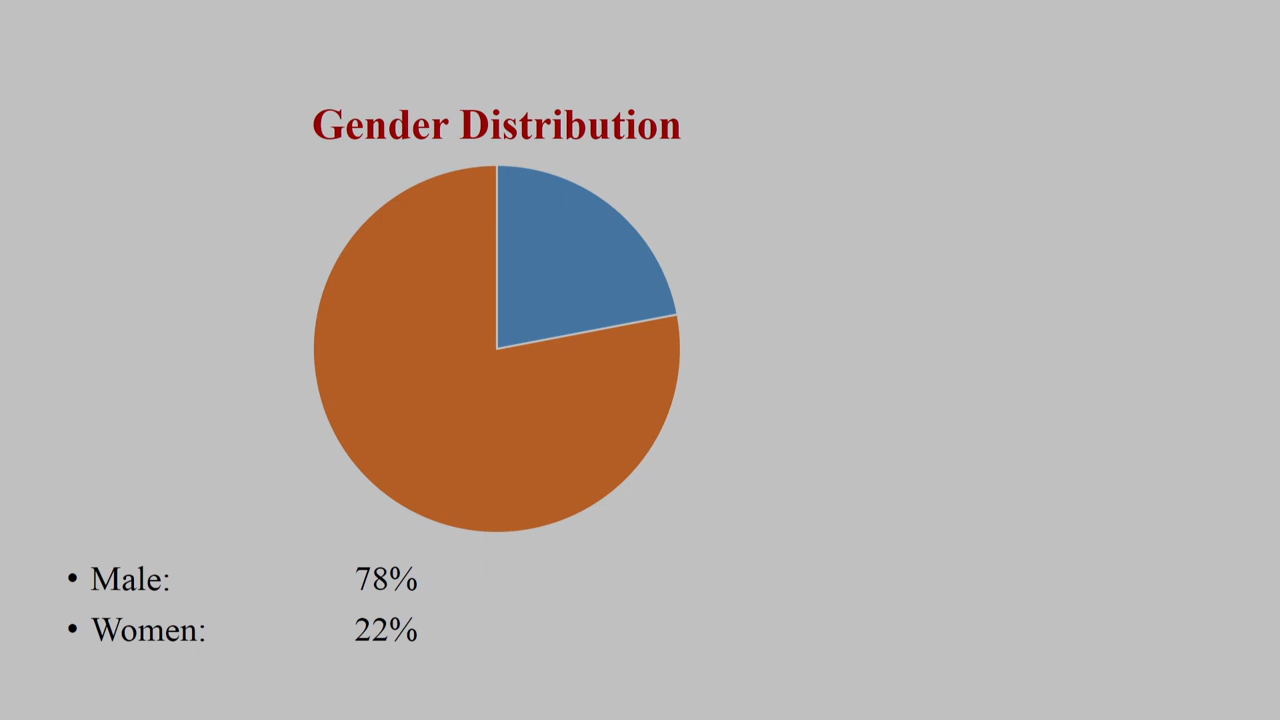 Gender Distribution
• Male: 78%
• Women: 22%